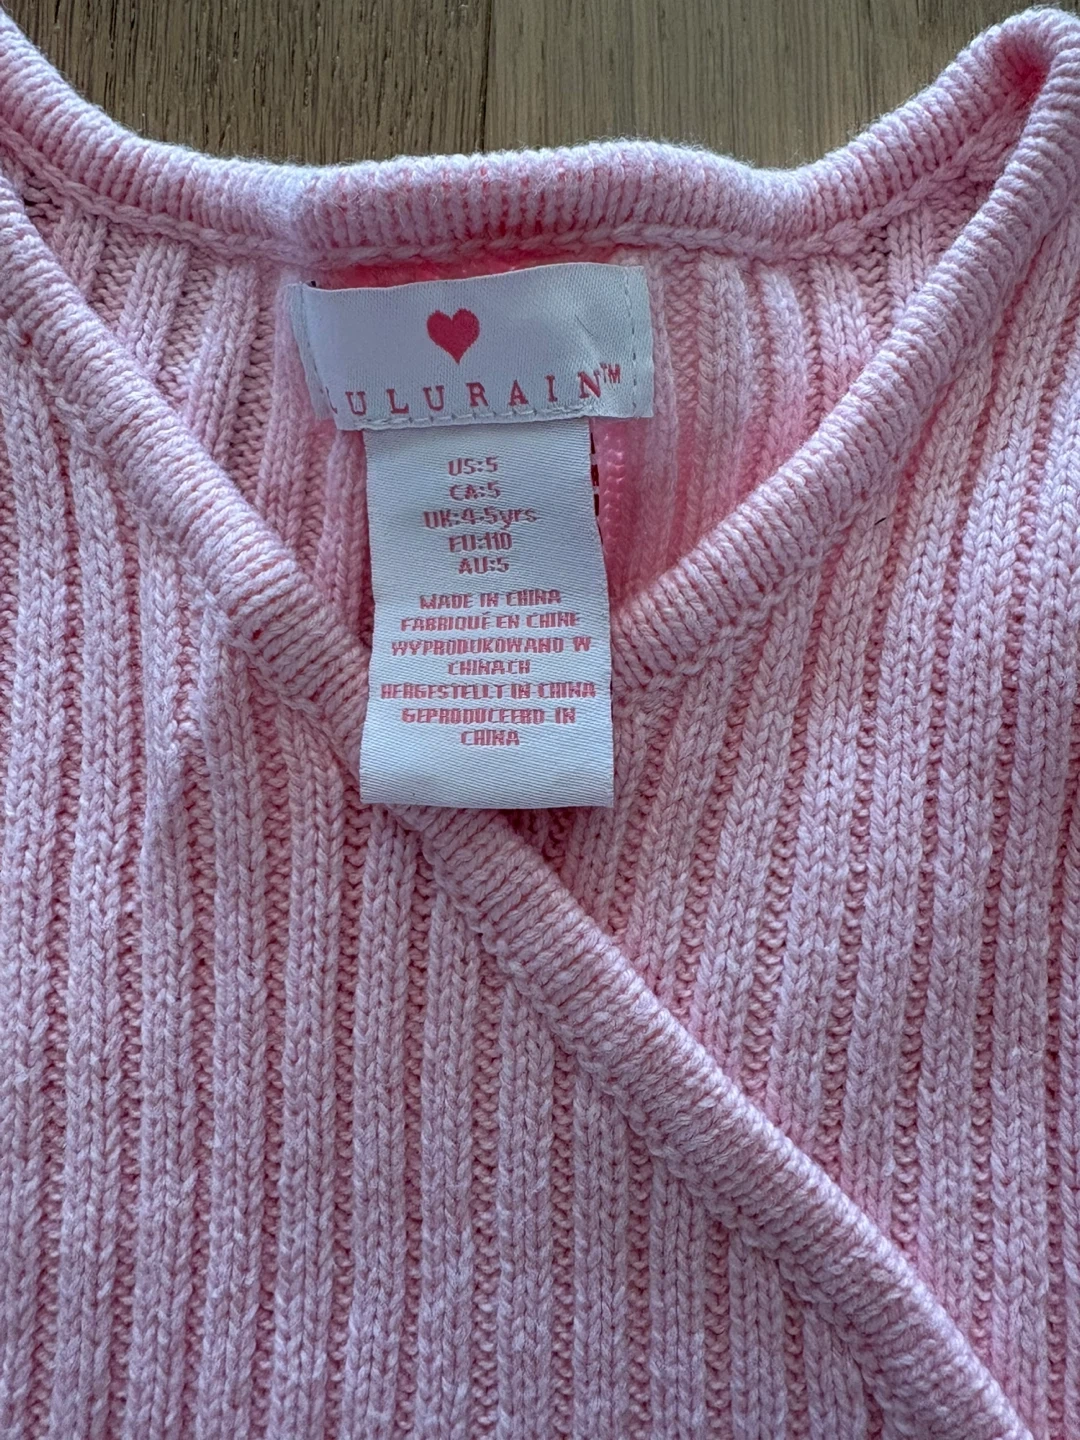 LULURAIN™
US:5
CA:5
UK:4-5yrs
EU:110
AU:5
MADE IN CHINA
FABRIQUÉ EN CHINE
WYPRODUKOWANO W
CHINACH
HERGESTELLT IN CHINA
GEPRODUCEERD IN
CHINA